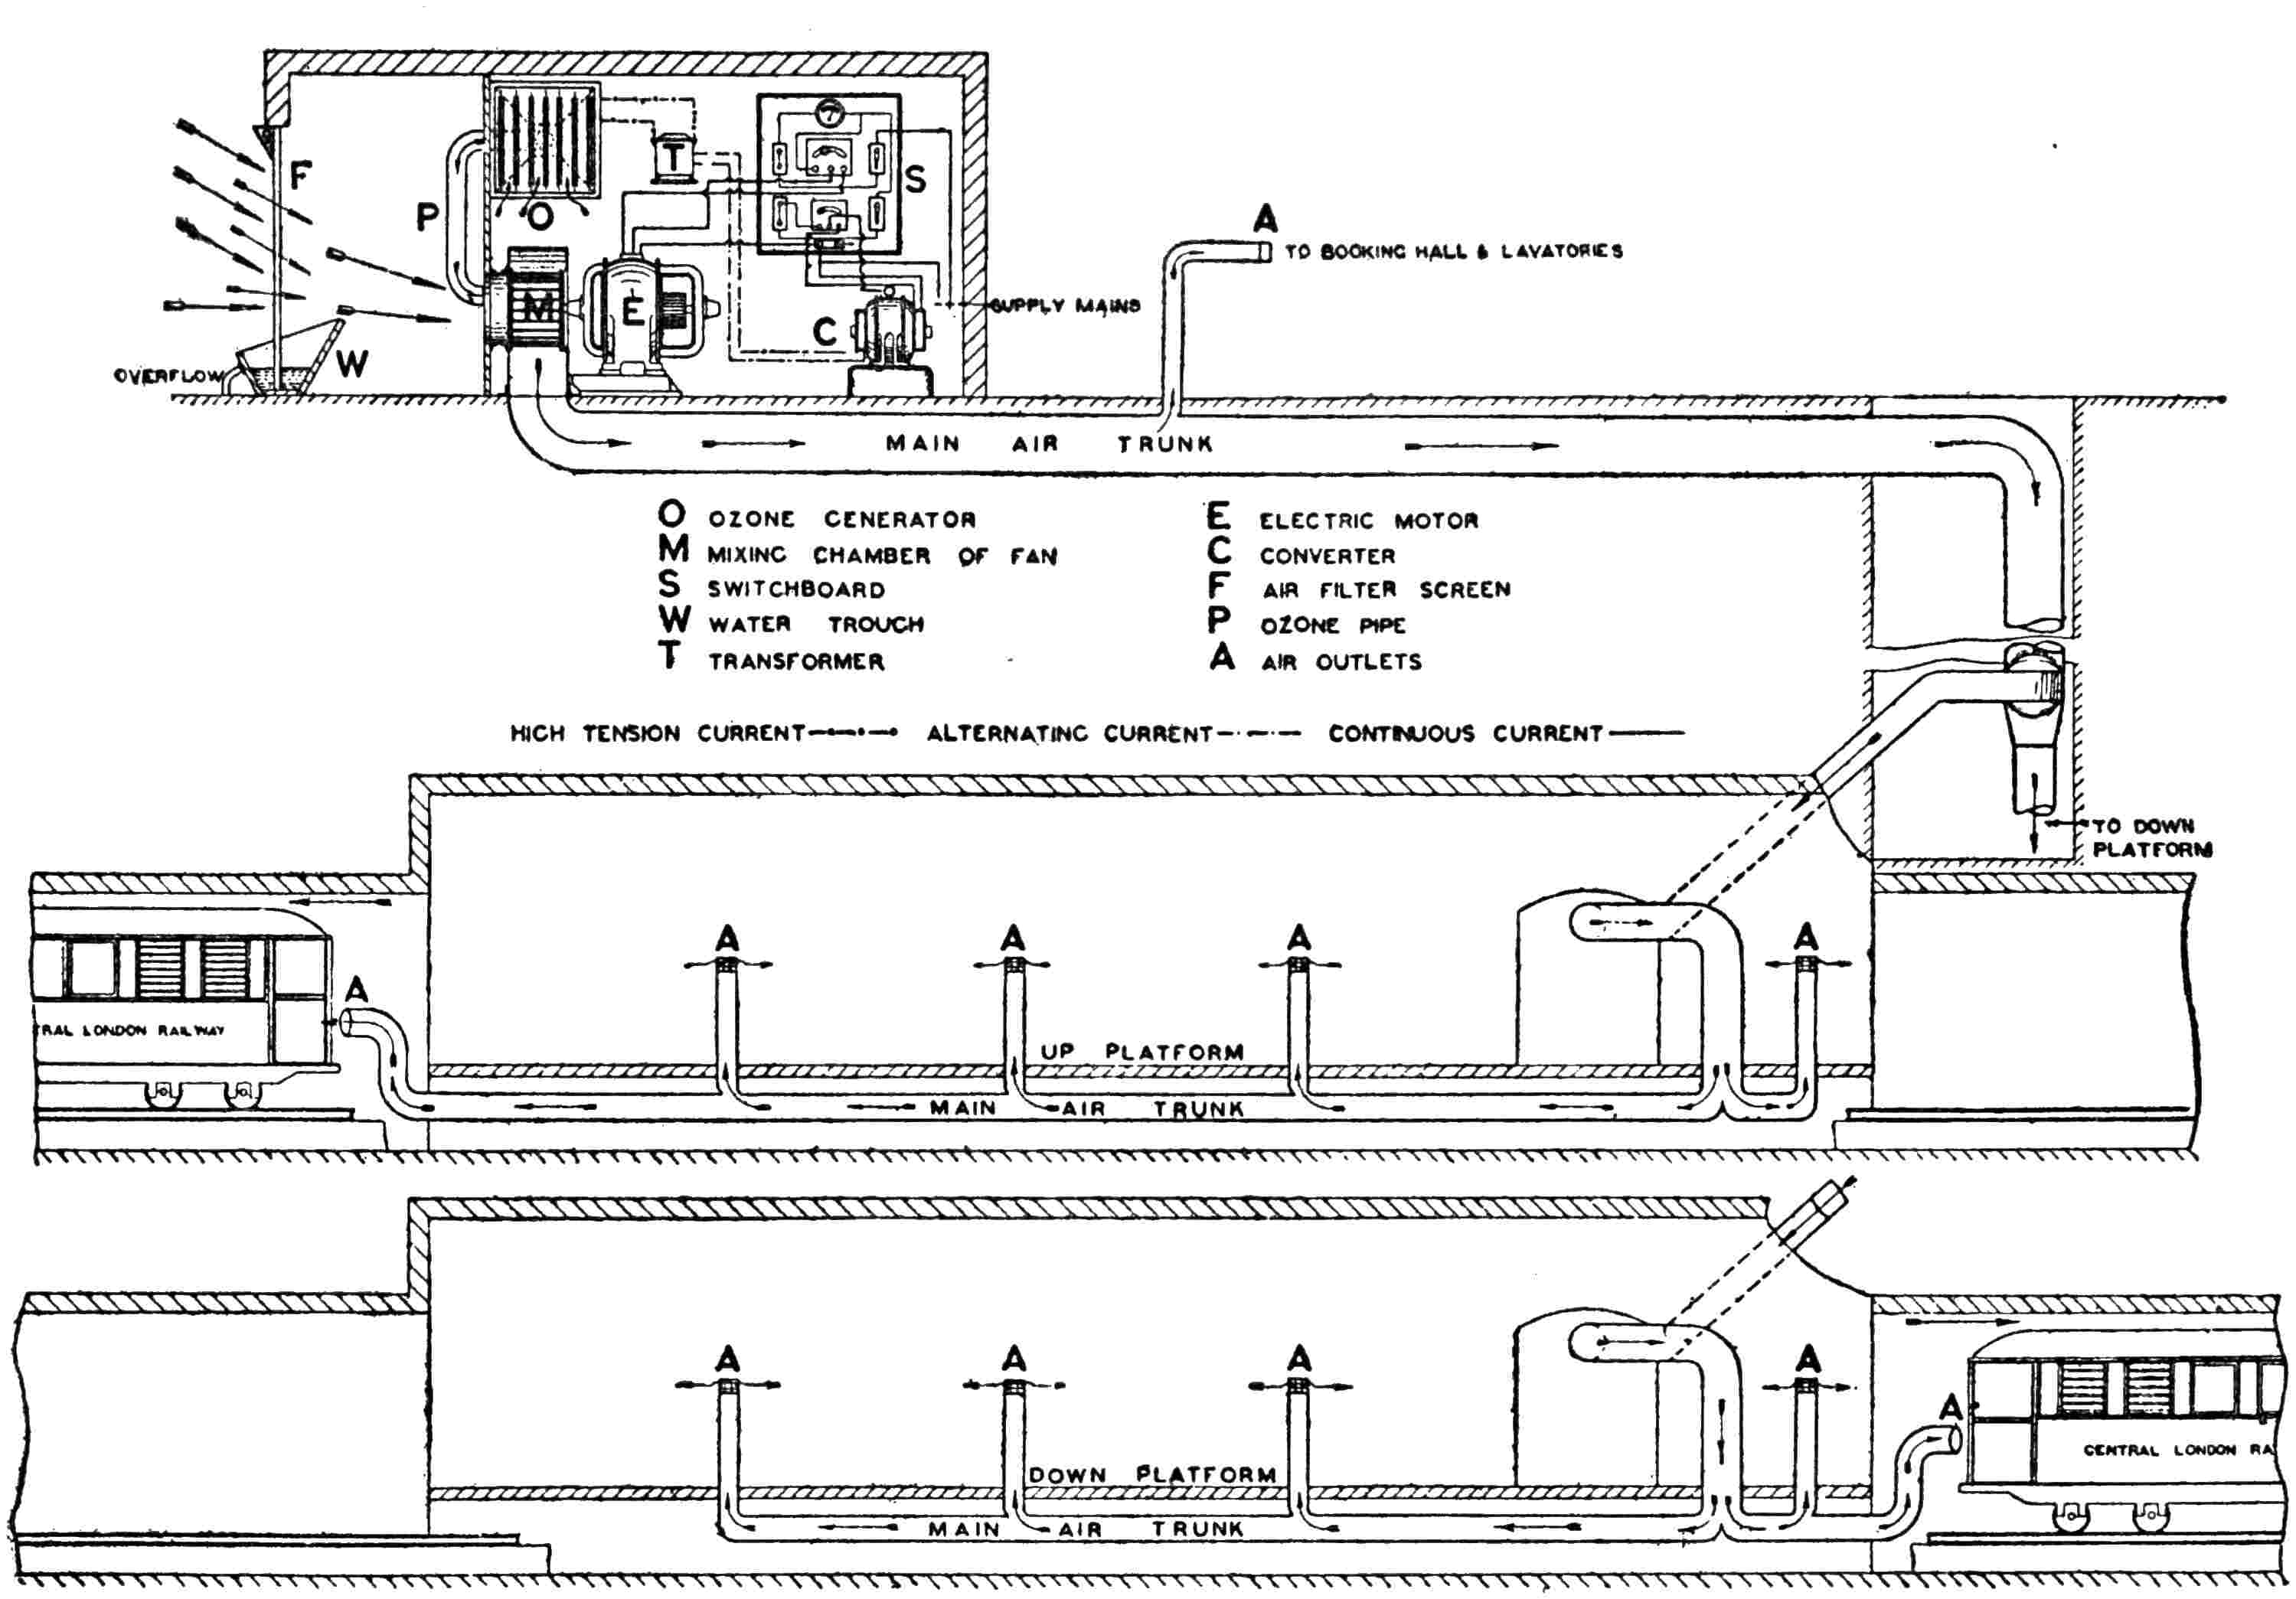 F
P
O
T
S
M
E
C
W
OVERFLOW
SUPPLY MAINS
A
TO BOOKING HALL & LAVATORIES
MAIN AIR TRUNK
O OZONE GENERATOR
M MIXING CHAMBER OF FAN
S SWITCHBOARD
W WATER TROUGH
T TRANSFORMER
E ELECTRIC MOTOR
C CONVERTER
F AIR FILTER SCREEN
P OZONE PIPE
A AIR OUTLETS
HIGH TENSION CURRENT
ALTERNATING CURRENT
CONTINUOUS CURRENT
TO DOWN
PLATFORM
A
A A A A
RAL LONDON RAILWAY
UP PLATFORM
MAIN AIR TRUNK
A A A A
A
CENTRAL LONDON RA
DOWN PLATFORM
MAIN AIR TRUNK